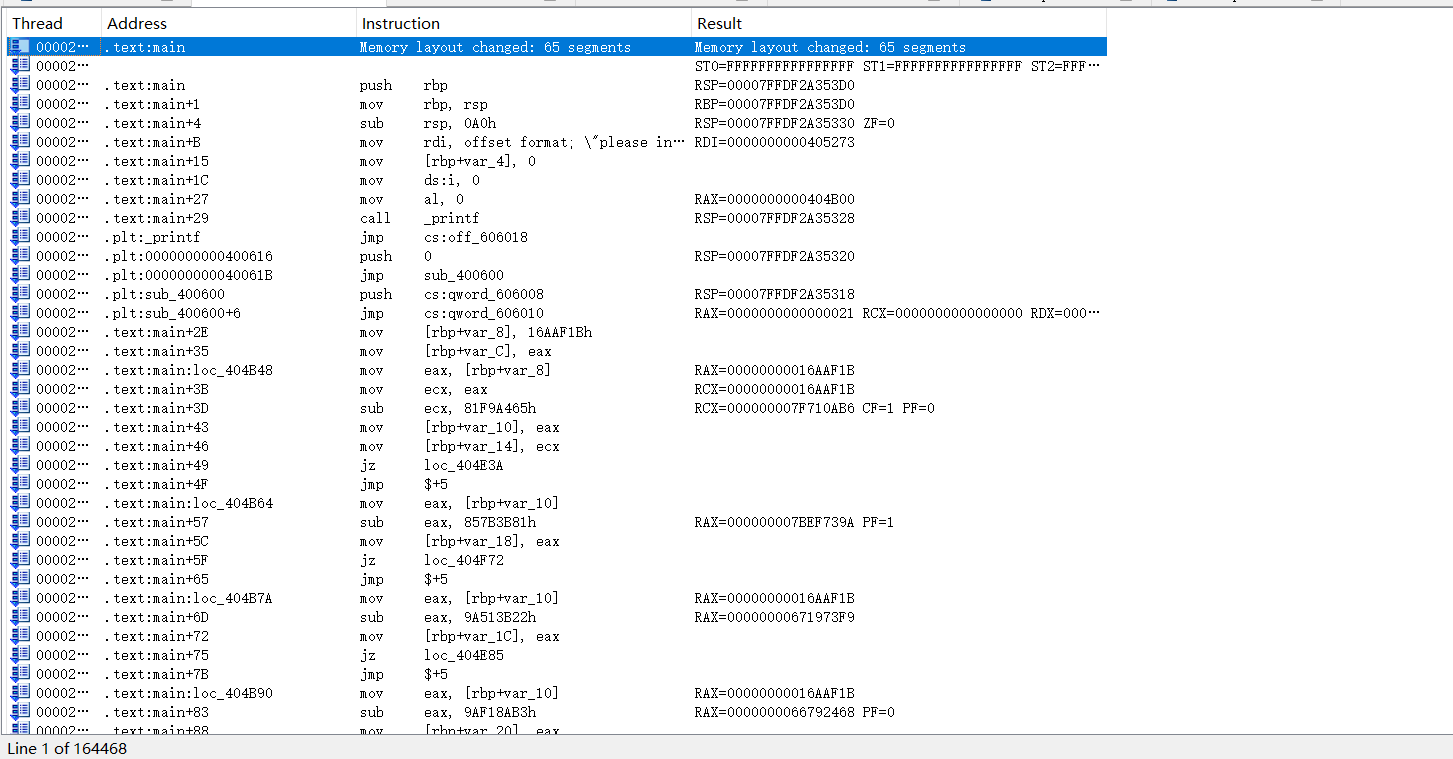 Thread Address Instruction Result
00002··· .text:main Memory layout changed: 65 segments Memory layout changed: 65 segments
00002··· ST0=FFFFFFFFFFFFFFFF ST1=FFFFFFFFFFFFFFFF ST2=FFF···
00002··· .text:main push rbp RSP=00007FFDF2A353D0
00002··· .text:main+1 mov rbp, rsp RBP=00007FFDF2A353D0
00002··· .text:main+4 sub rsp, 0A0h RSP=00007FFDF2A35330 ZF=0
00002··· .text:main+B mov rdi, offset format; \"please in··· RDI=0000000000405273
00002··· .text:main+15 mov [rbp+var_4], 0
00002··· .text:main+1C mov ds:i, 0
00002··· .text:main+27 mov al, 0 RAX=0000000000404B00
00002··· .text:main+29 call _printf RSP=00007FFDF2A35328
00002··· .plt:_printf jmp cs:off_606018
00002··· .plt:0000000000400616 push 0 RSP=00007FFDF2A35320
00002··· .plt:000000000040061B jmp sub_400600
00002··· .plt:sub_400600 push cs:qword_606008 RSP=00007FFDF2A35318
00002··· .plt:sub_400600+6 jmp cs:qword_606010 RAX=0000000000000021 RCX=0000000000000000 RDX=000···
00002··· .text:main+2E mov [rbp+var_8], 16AAF1Bh
00002··· .text:main+35 mov [rbp+var_C], eax
00002··· .text:main:loc_404B48 mov eax, [rbp+var_8] RAX=00000000016AAF1B
00002··· .text:main+3B mov ecx, eax RCX=00000000016AAF1B
00002··· .text:main+3D sub ecx, 81F9A465h RCX=000000007F710AB6 CF=1 PF=0
00002··· .text:main+43 mov [rbp+var_10], eax
00002··· .text:main+46 mov [rbp+var_14], ecx
00002··· .text:main+49 jz loc_404E3A
00002··· .text:main+4F jmp $+5
00002··· .text:main:loc_404B64 mov eax, [rbp+var_10]
00002··· .text:main+57 sub eax, 857B3B81h RAX=000000007BEF739A PF=1
00002··· .text:main+5C mov [rbp+var_18], eax
00002··· .text:main+5F jz loc_404F72
00002··· .text:main+65 jmp $+5
00002··· .text:main:loc_404B7A mov eax, [rbp+var_10] RAX=00000000016AAF1B
00002··· .text:main+6D sub eax, 9A513B22h RAX=00000000671973F9
00002··· .text:main+72 mov [rbp+var_1C], eax
00002··· .text:main+75 jz loc_404E85
00002··· .text:main+7B jmp $+5
00002··· .text:main:loc_404B90 mov eax, [rbp+var_10] RAX=00000000016AAF1B
00002··· .text:main+83 sub eax, 9AF18AB3h RAX=0000000066792468 PF=0
00002··· .text:main+88 mov [rbp+var_20], eax
Line 1 of 164468